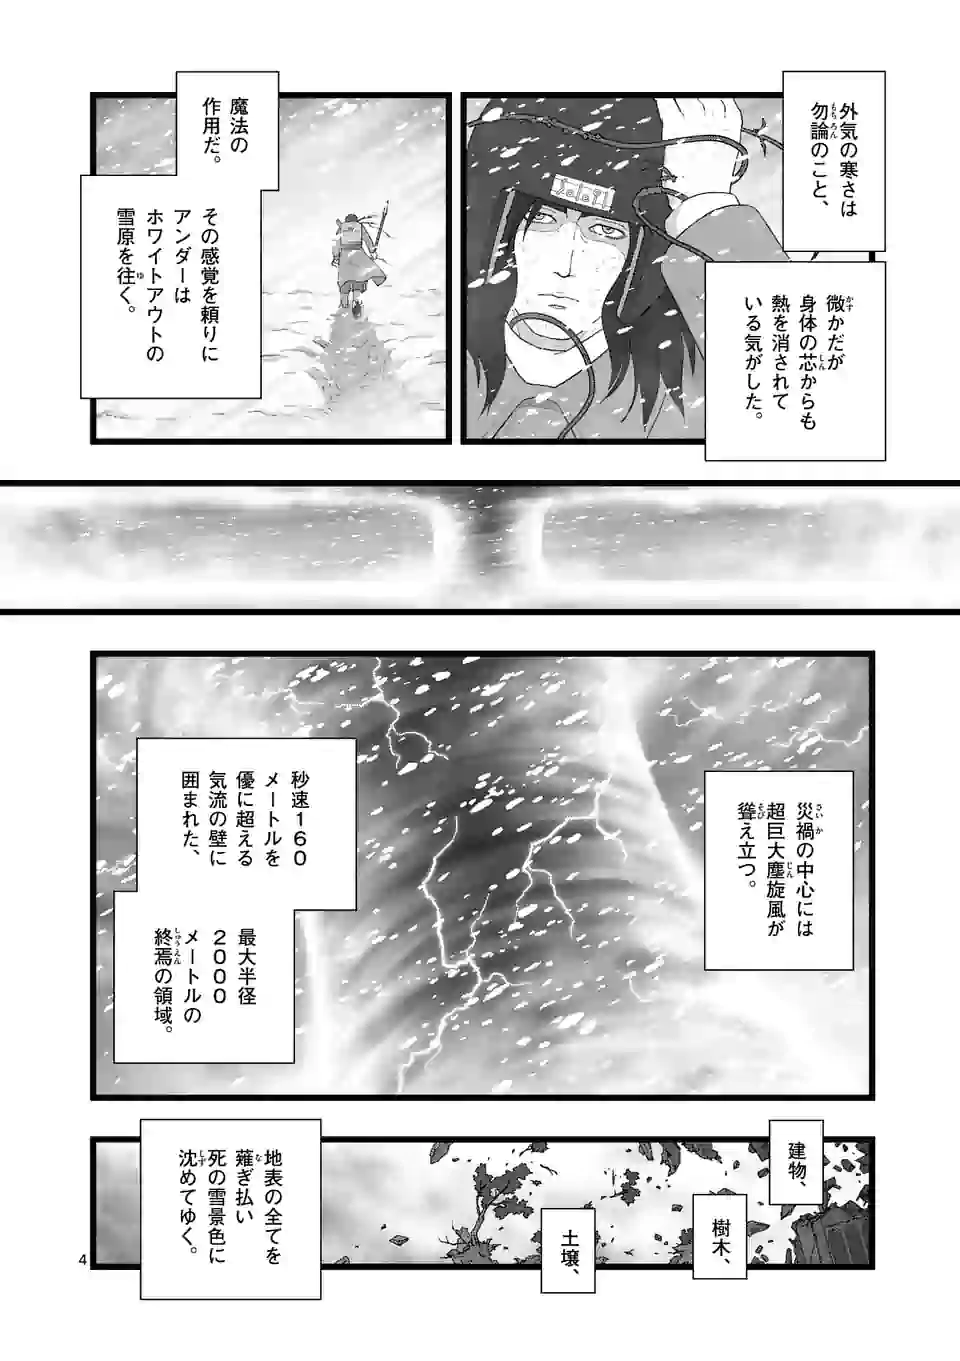 外気の寒さは
勿論のこと、
微かだが
身体の芯からも
熱を消されて
いる気がした。
魔法の
作用だ。
その感覚を頼りに
アンダーは
ホワイトアウトの
雪原を往く。
災禍の中心には
超巨大塵旋風が
聳え立つ。
秒速160
メートルを
優に超える
気流の壁に
囲まれた、
最大半径
2000
メートルの
終焉の領域。
建物、
樹木、
土壌、
地表の全てを
薙ぎ払い
死の雪景色に
沈めてゆく。
4